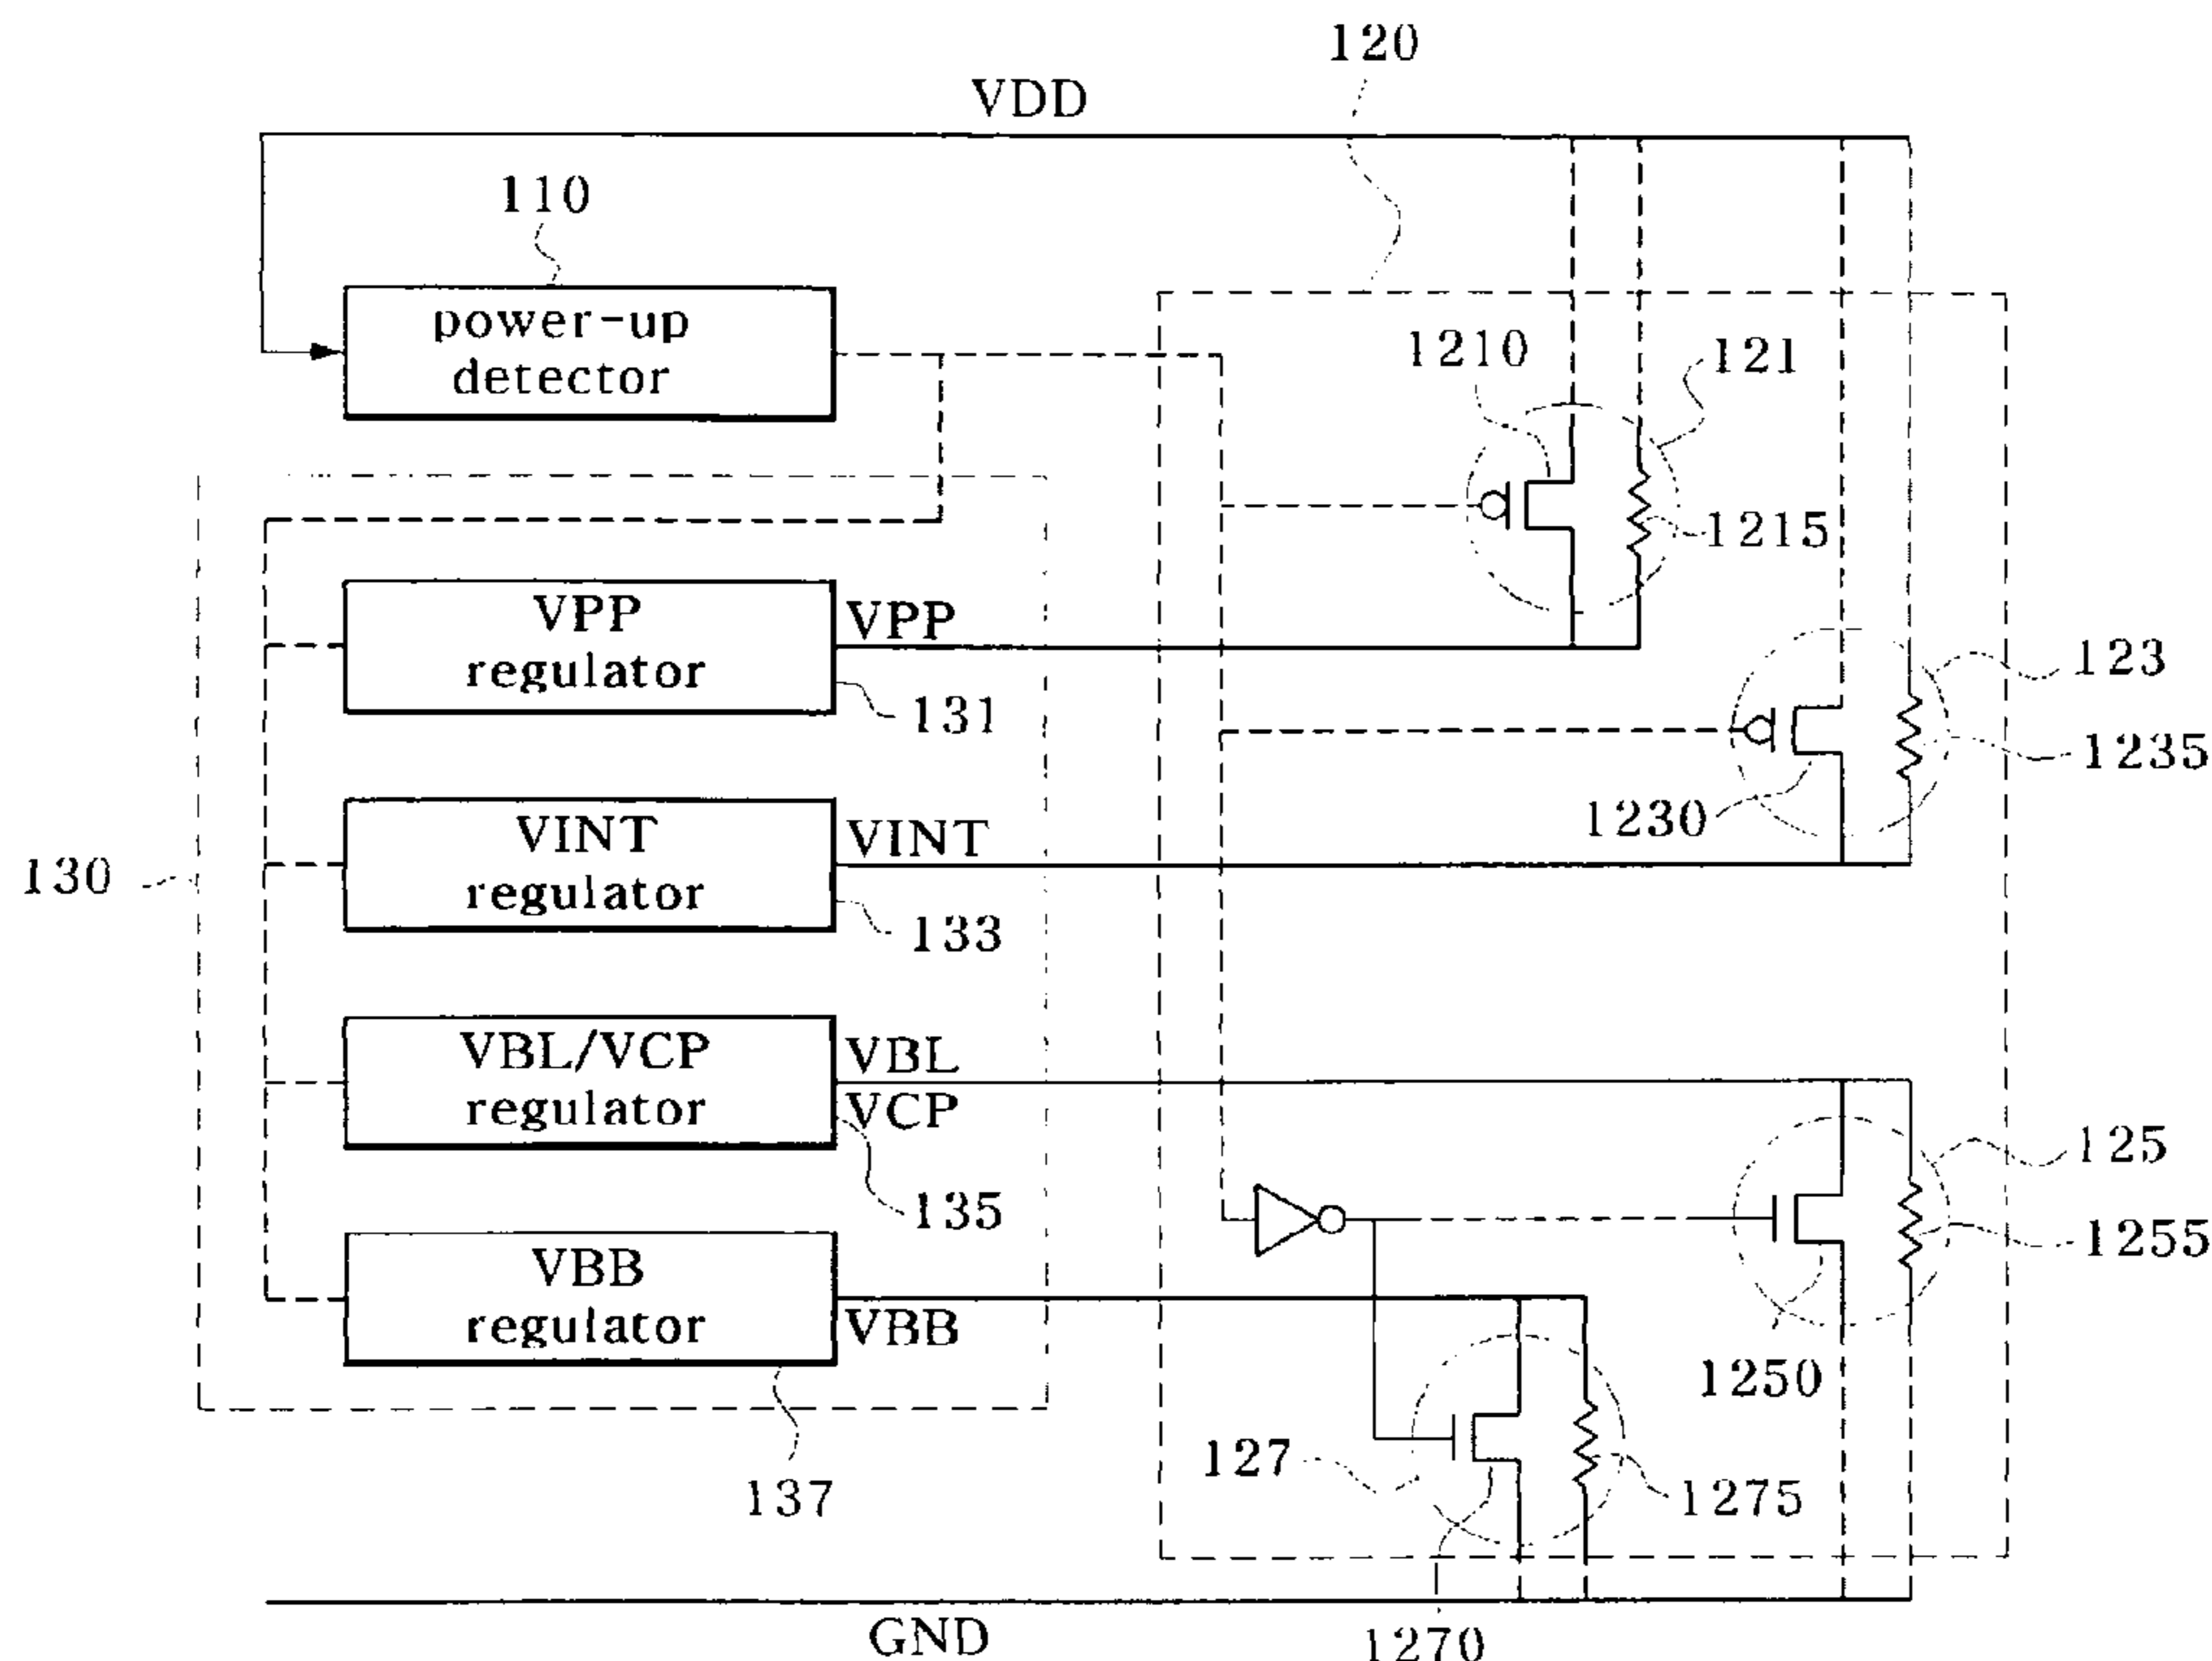 120
VDD
110
power-up
detector
1210
121
1215
VPP
regulator
VPP
131
123
1235
1230
VINT
regulator
VINT
133
130
VBL/VCP
regulator
VBL
VCP
135
125
1255
1250
VBB
regulator
VBB
137
127
1275
1270
GND